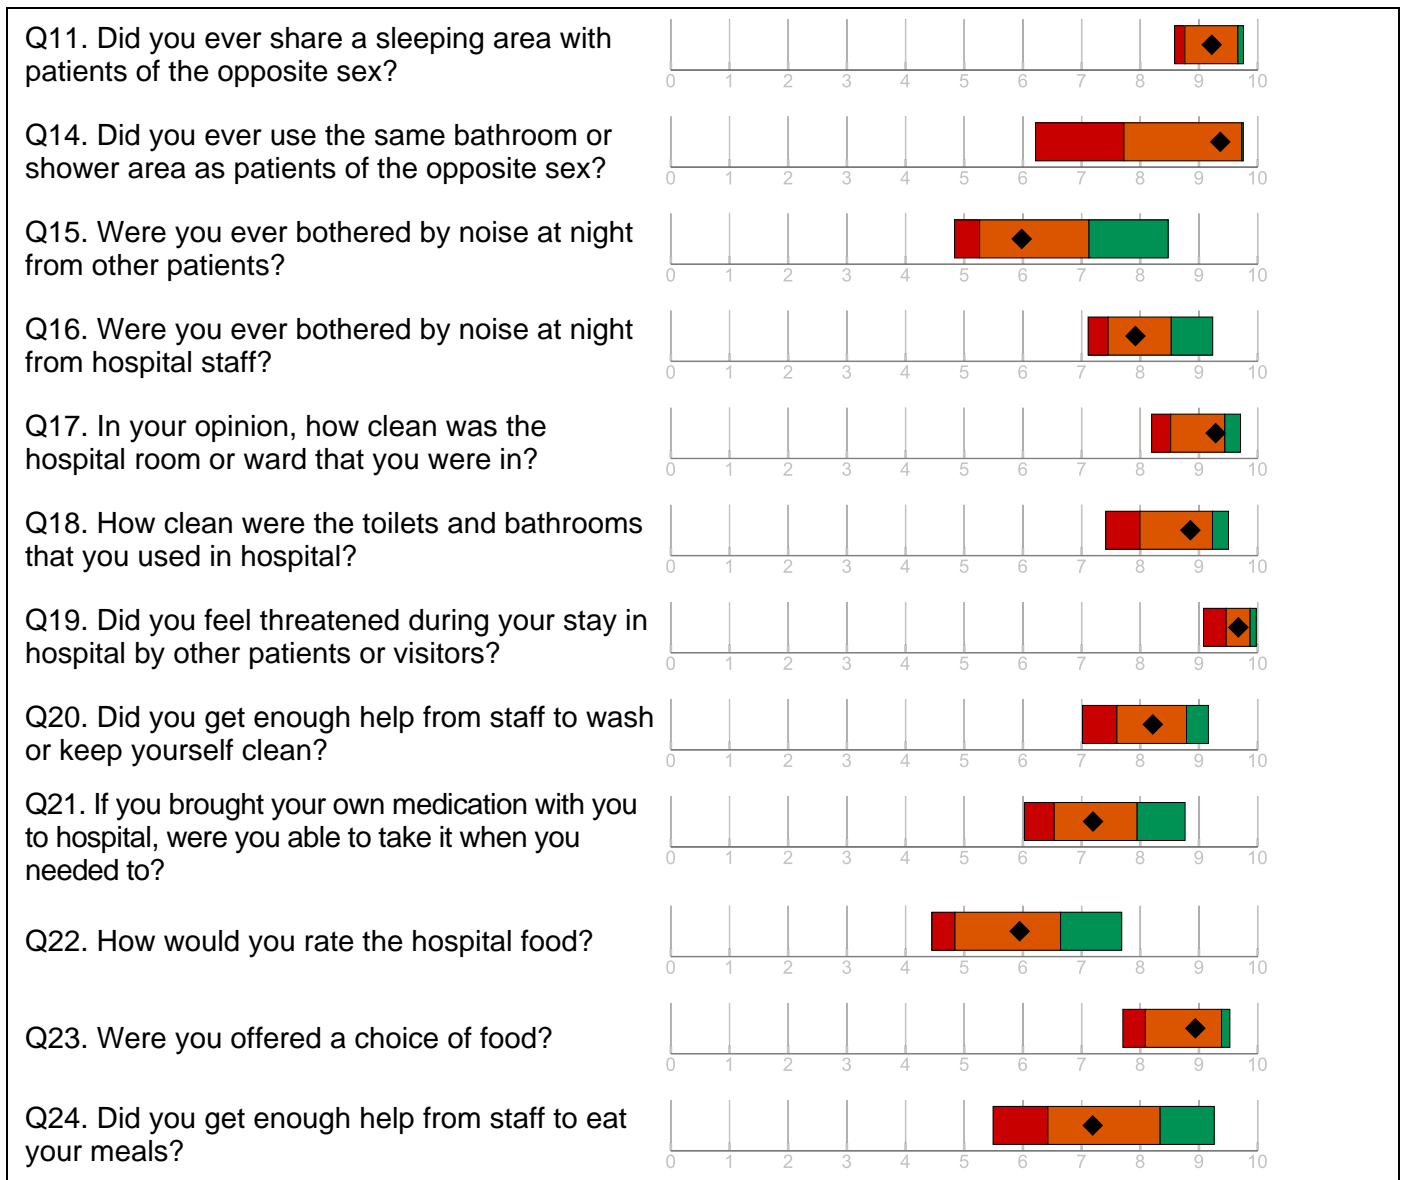 Q11. Did you ever share a sleeping area with
patients of the opposite sex?
0 1 2 3 4 5 6 7 8 9 10
Q14. Did you ever use the same bathroom or
shower area as patients of the opposite sex?
0 1 2 3 4 5 6 7 8 9 10
Q15. Were you ever bothered by noise at night
from other patients?
0 1 2 3 4 5 6 7 8 9 10
Q16. Were you ever bothered by noise at night
from hospital staff?
0 1 2 3 4 5 6 7 8 9 10
Q17. In your opinion, how clean was the
hospital room or ward that you were in?
0 1 2 3 4 5 6 7 8 9 10
Q18. How clean were the toilets and bathrooms
that you used in hospital?
0 1 2 3 4 5 6 7 8 9 10
Q19. Did you feel threatened during your stay in
hospital by other patients or visitors?
0 1 2 3 4 5 6 7 8 9 10
Q20. Did you get enough help from staff to wash
or keep yourself clean?
0 1 2 3 4 5 6 7 8 9 10
Q21. If you brought your own medication with you
to hospital, were you able to take it when you
needed to?
0 1 2 3 4 5 6 7 8 9 10
Q22. How would you rate the hospital food?
0 1 2 3 4 5 6 7 8 9 10
Q23. Were you offered a choice of food?
0 1 2 3 4 5 6 7 8 9 10
Q24. Did you get enough help from staff to eat
your meals?
0 1 2 3 4 5 6 7 8 9 10